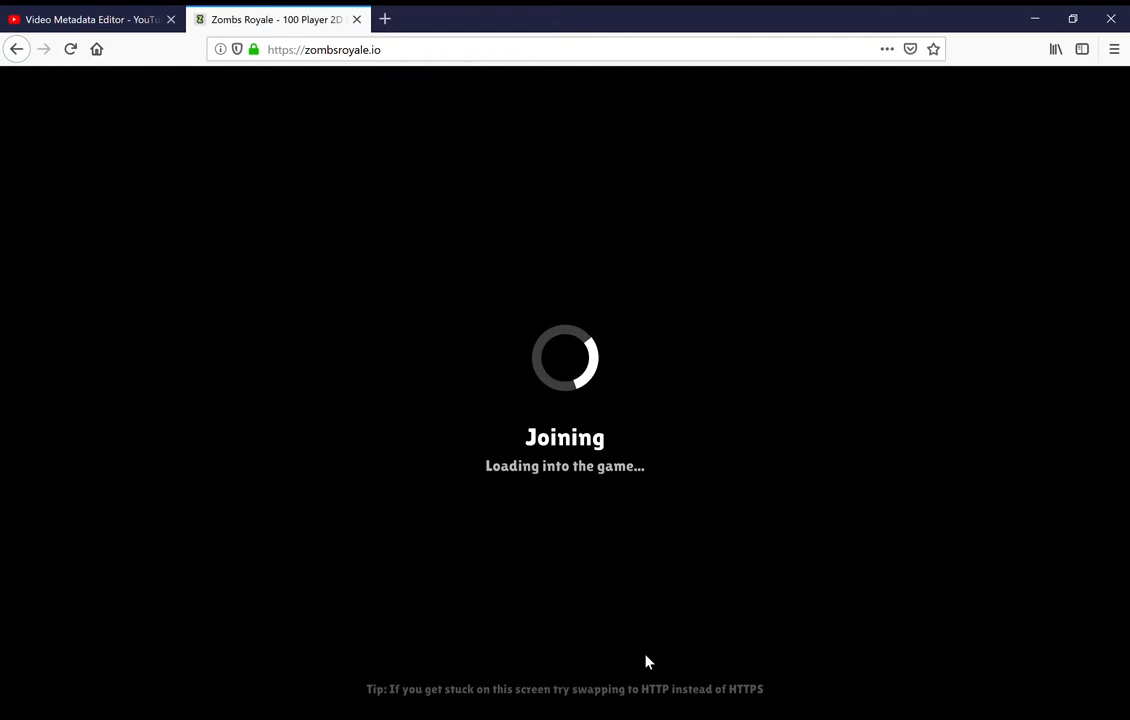 Video Metadata Editor - YouTu
Zombs Royale - 100 Player 2D
https://zombsroyale.io
Joining
Loading into the game...
Tip: If you get stuck on this screen try swapping to HTTP instead of HTTPS